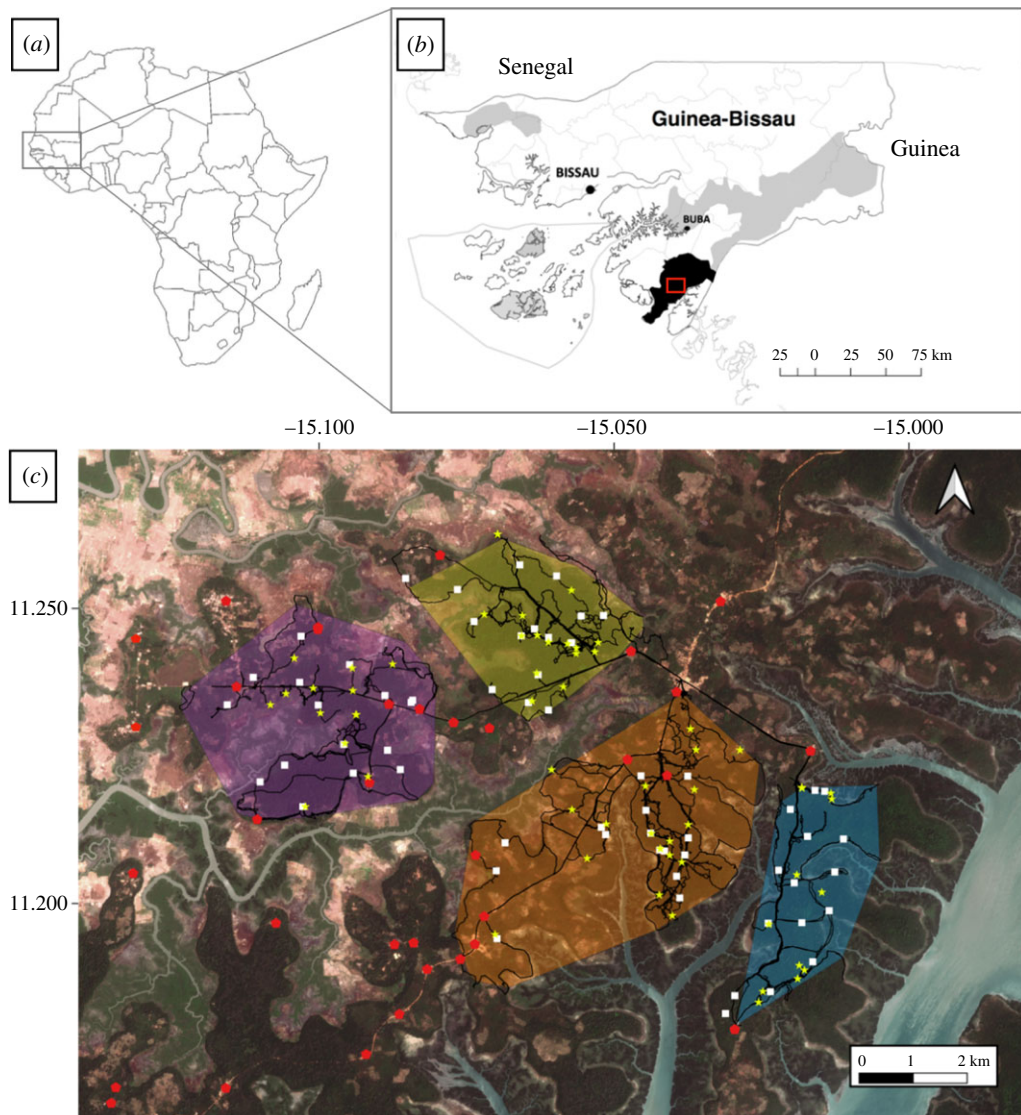 (a)
(b)
Senegal
Guinea-Bissau
Guinea
BISSAU
BUBA
25 0 25 50 75 km
–15.100 –15.050 –15.000
(c)
11.250
11.200
0 1 2 km